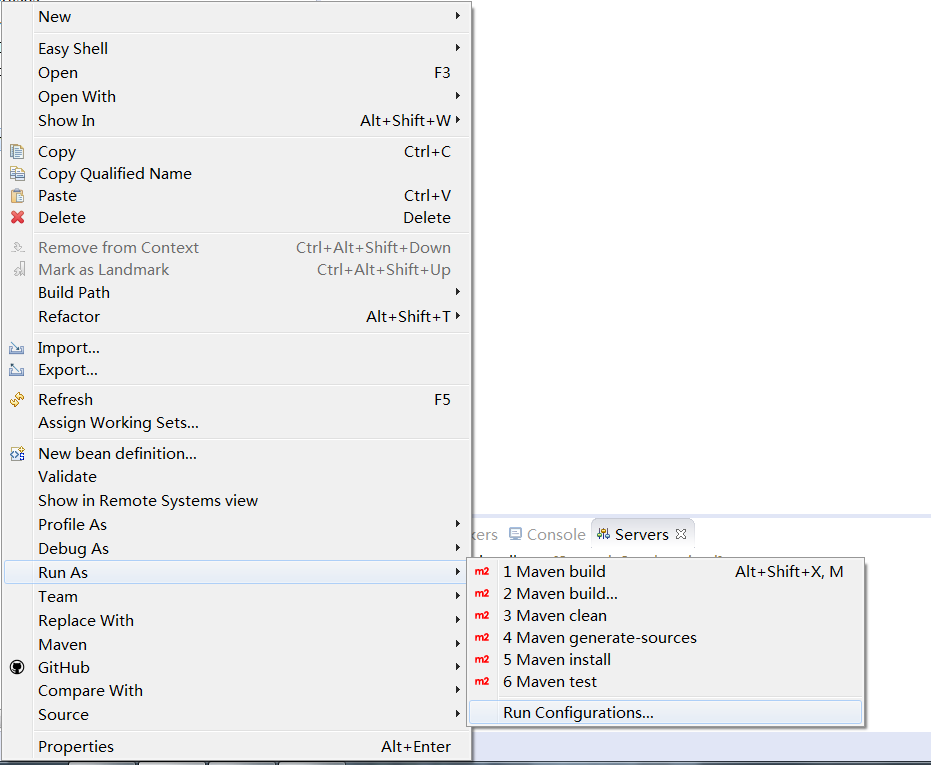 New
Easy Shell
Open F3
Open With
Show In Alt+Shift+W
Copy Ctrl+C
Copy Qualified Name
Paste Ctrl+V
Delete Delete
Remove from Context Ctrl+Alt+Shift+Down
Mark as Landmark Ctrl+Alt+Shift+Up
Build Path
Refactor Alt+Shift+T
Import...
Export...
Refresh F5
Assign Working Sets...
New bean definition...
Validate
Show in Remote Systems view
Profile As
Debug As
Run As
Team
Replace With
Maven
GitHub
Compare With
Source
Properties Alt+Enter
kers Console Servers
m2 1 Maven build Alt+Shift+X, M
m2 2 Maven build...
m2 3 Maven clean
m2 4 Maven generate-sources
m2 5 Maven install
m2 6 Maven test
Run Configurations...